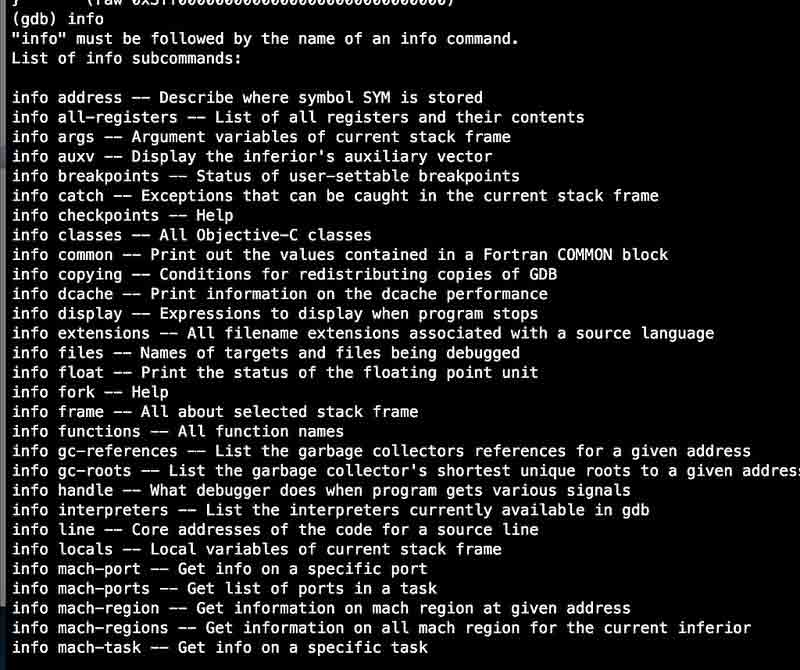 (gdb) info
"info" must be followed by the name of an info command.
List of info subcommands:

info address -- Describe where symbol SYM is stored
info all-registers -- List of all registers and their contents
info args -- Argument variables of current stack frame
info auxv -- Display the inferior's auxiliary vector
info breakpoints -- Status of user-settable breakpoints
info catch -- Exceptions that can be caught in the current stack frame
info checkpoints -- Help
info classes -- All Objective-C classes
info common -- Print out the values contained in a Fortran COMMON block
info copying -- Conditions for redistributing copies of GDB
info dcache -- Print information on the dcache performance
info display -- Expressions to display when program stops
info extensions -- All filename extensions associated with a source language
info files -- Names of targets and files being debugged
info float -- Print the status of the floating point unit
info fork -- Help
info frame -- All about selected stack frame
info functions -- All function names
info gc-references -- List the garbage collectors references for a given address
info gc-roots -- List the garbage collector's shortest unique roots to a given addres
info handle -- What debugger does when program gets various signals
info interpreters -- List the interpreters currently available in gdb
info line -- Core addresses of the code for a source line
info locals -- Local variables of current stack frame
info mach-port -- Get info on a specific port
info mach-ports -- Get list of ports in a task
info mach-region -- Get information on mach region at given address
info mach-regions -- Get information on all mach region for the current inferior
info mach-task -- Get info on a specific task